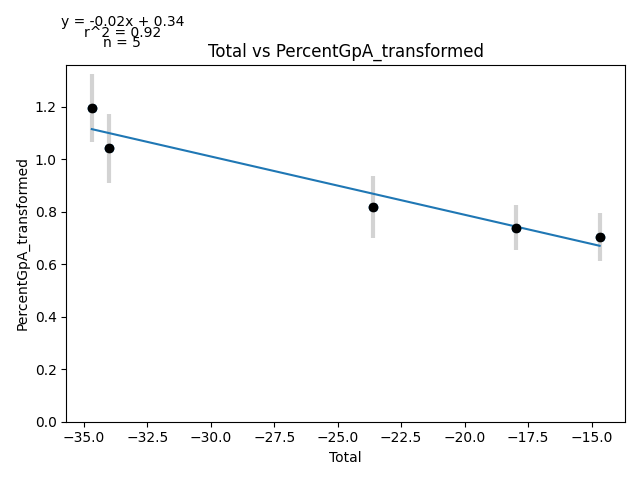 y = -0.02x + 0.34
r^2 = 0.92
n = 5
Total vs PercentGpA_transformed
PercentGpA_transformed
1.2
1.0
0.8
0.6
0.4
0.2
0.0
−35.0 −32.5 −30.0 −27.5 −25.0 −22.5 −20.0 −17.5 −15.0
Total